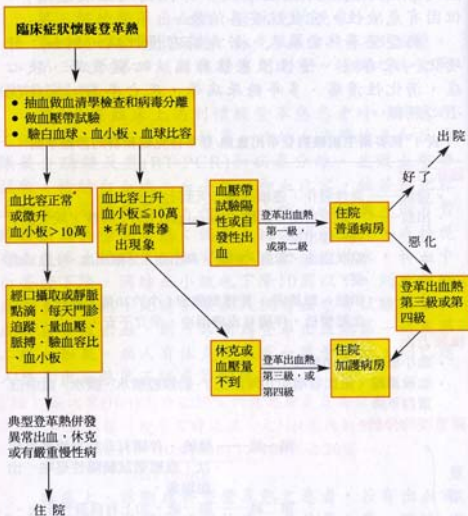 臨床症狀懷疑登革熱
● 抽血做血清學檢查和病毒分離
● 做血壓帶試驗
● 驗白血球、血小板、血球比容
血比容正常*
或微升
血小板>10萬
血比容上升
血小板≦10萬
*有血漿滲
出現象
血壓帶
試驗陽
性或自
發性出
血
登革出血熱
第一級,
或第二級
住院
普通病房
好了
出院
惡化
登革出血熱
第三級或第
四級
經口攝取或靜脈
點滴.每天門診
追蹤.量血壓、
脈搏.驗血容比
、血小板
休克或
血壓量
不到
登革出血熱
第三級,或
第四級
住院
加護病房
典型登革熱併發
異常出血.休克
或有嚴重慢性病
住院